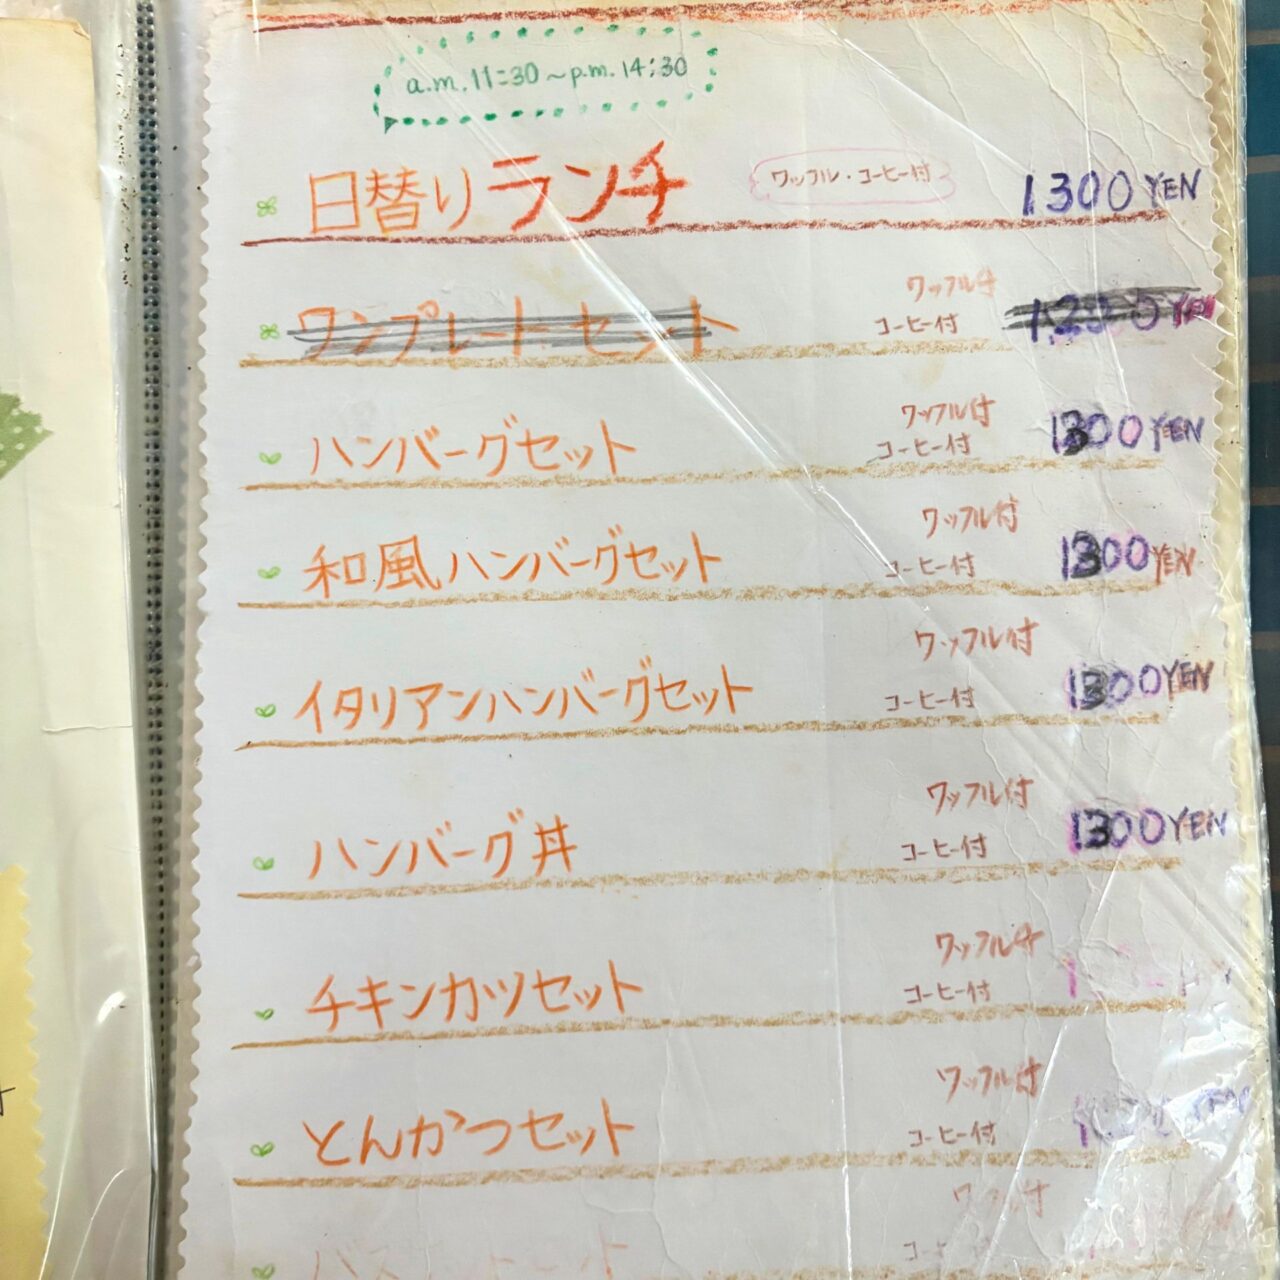 a.m.11:30～p.m.14:30
日替りランチ ワッフル・コーヒー付 1300 YEN
ワンプレートセット ワッフル付 コーヒー付
ハンバーグセット ワッフル付 コーヒー付 1300 YEN
和風ハンバーグセット ワッフル付 コーヒー付 1300 YEN
イタリアンハンバーグセット ワッフル付 コーヒー付 1300 YEN
ハンバーグ丼 ワッフル付 コーヒー付 1300 YEN
チキンカツセット ワッフル付 コーヒー付
とんかつセット ワッフル付 コーヒー付 YEN